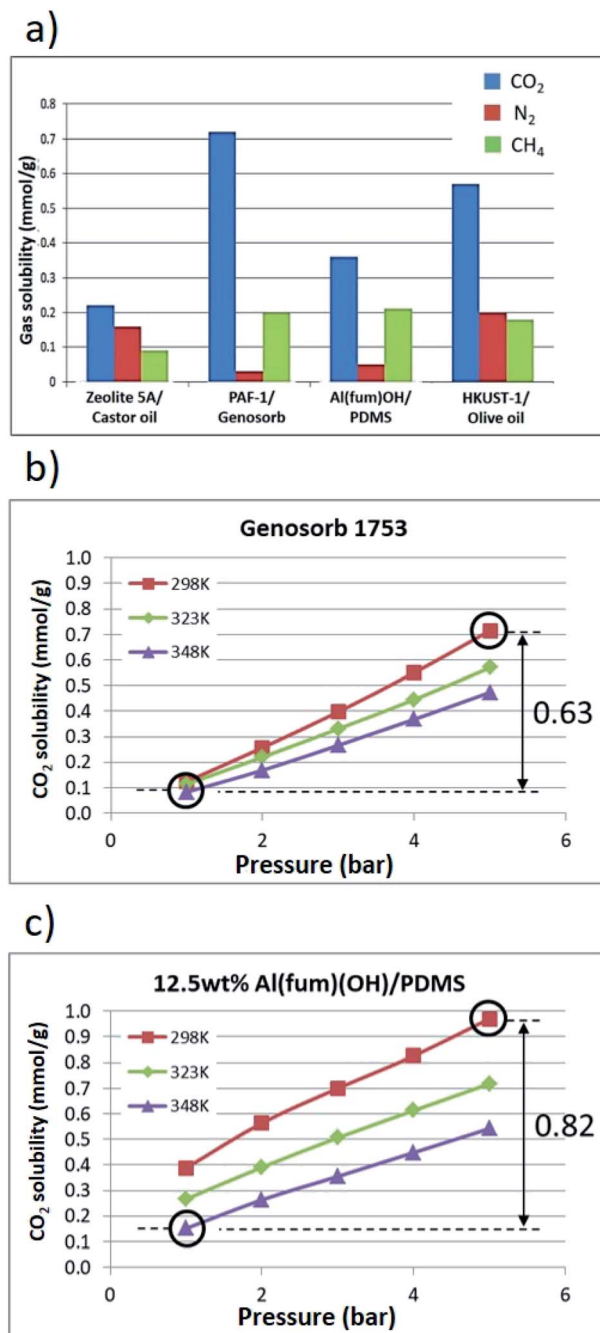 a)
CO₂
N₂
CH₄
Gas solubility (mmol/g)
0.8
0.7
0.6
0.5
0.4
0.3
0.2
0.1
0
Zeolite 5A/
Castor oil
PAF-1/
Genosorb
Al(fum)OH/
PDMS
HKUST-1/
Olive oil
b)
Genosorb 1753
CO₂ solubility (mmol/g)
1.0
0.9
0.8
0.7
0.6
0.5
0.4
0.3
0.2
0.1
0.0
298K
323K
348K
0.63
0 2 4 6
Pressure (bar)
c)
12.5wt% Al(fum)(OH)/PDMS
CO₂ solubility (mmol/g)
1.0
0.9
0.8
0.7
0.6
0.5
0.4
0.3
0.2
0.1
0.0
298K
323K
348K
0.82
0 2 4 6
Pressure (bar)